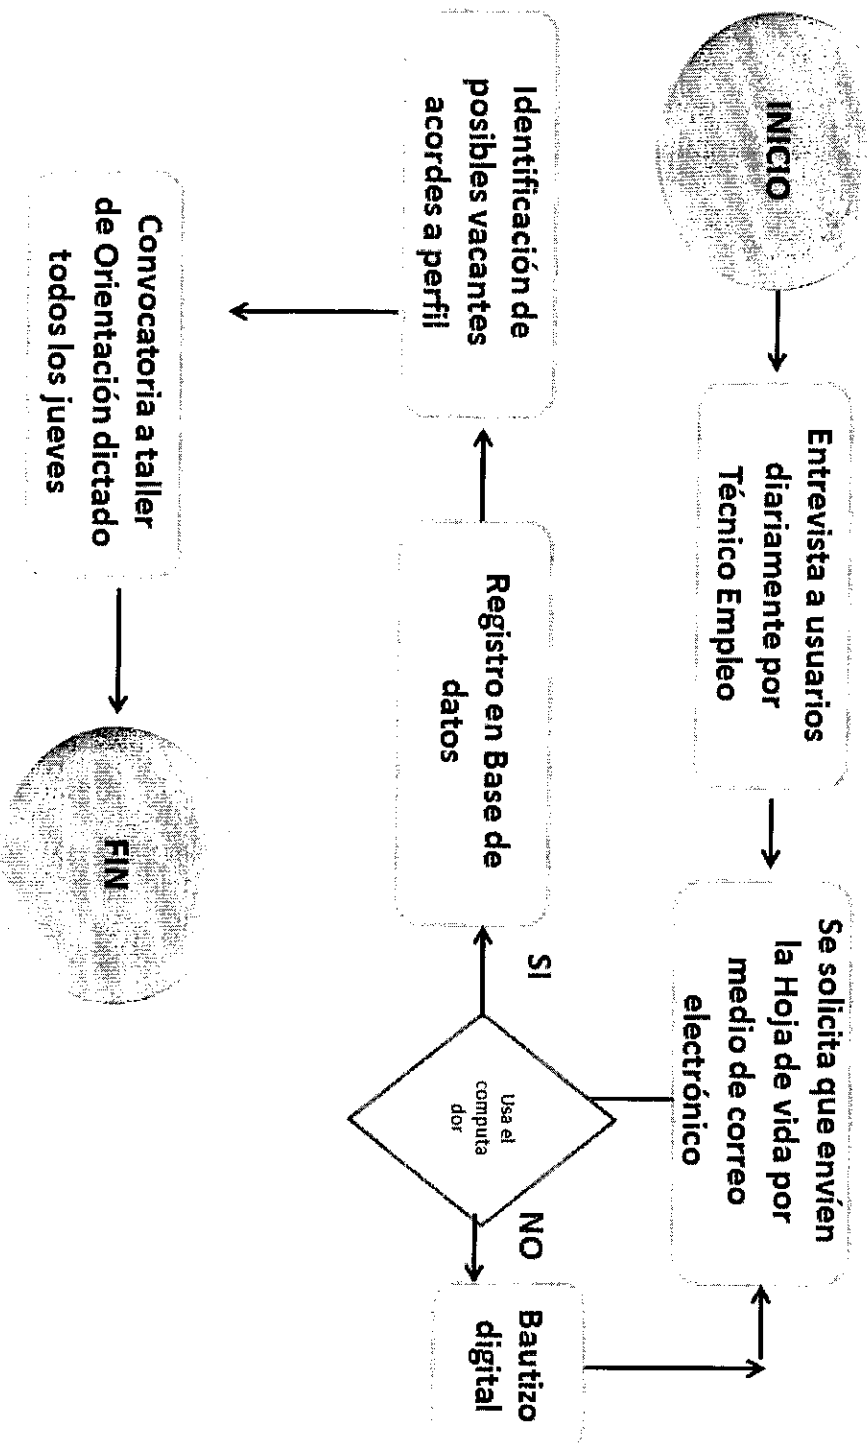 INICIO
Entrevista a usuarios
diariamente por
Técnico Empleo
Se solicita que envíen
la Hoja de vida por
medio de correo
electrónico
Identificación de
posibles vacantes
acordes a perfil
Registro en Base de
datos
SI
Usa el
computa
dor
NO
Bautizo
digital
Convocatoria a taller
de Orientación dictado
todos los jueves
FIN